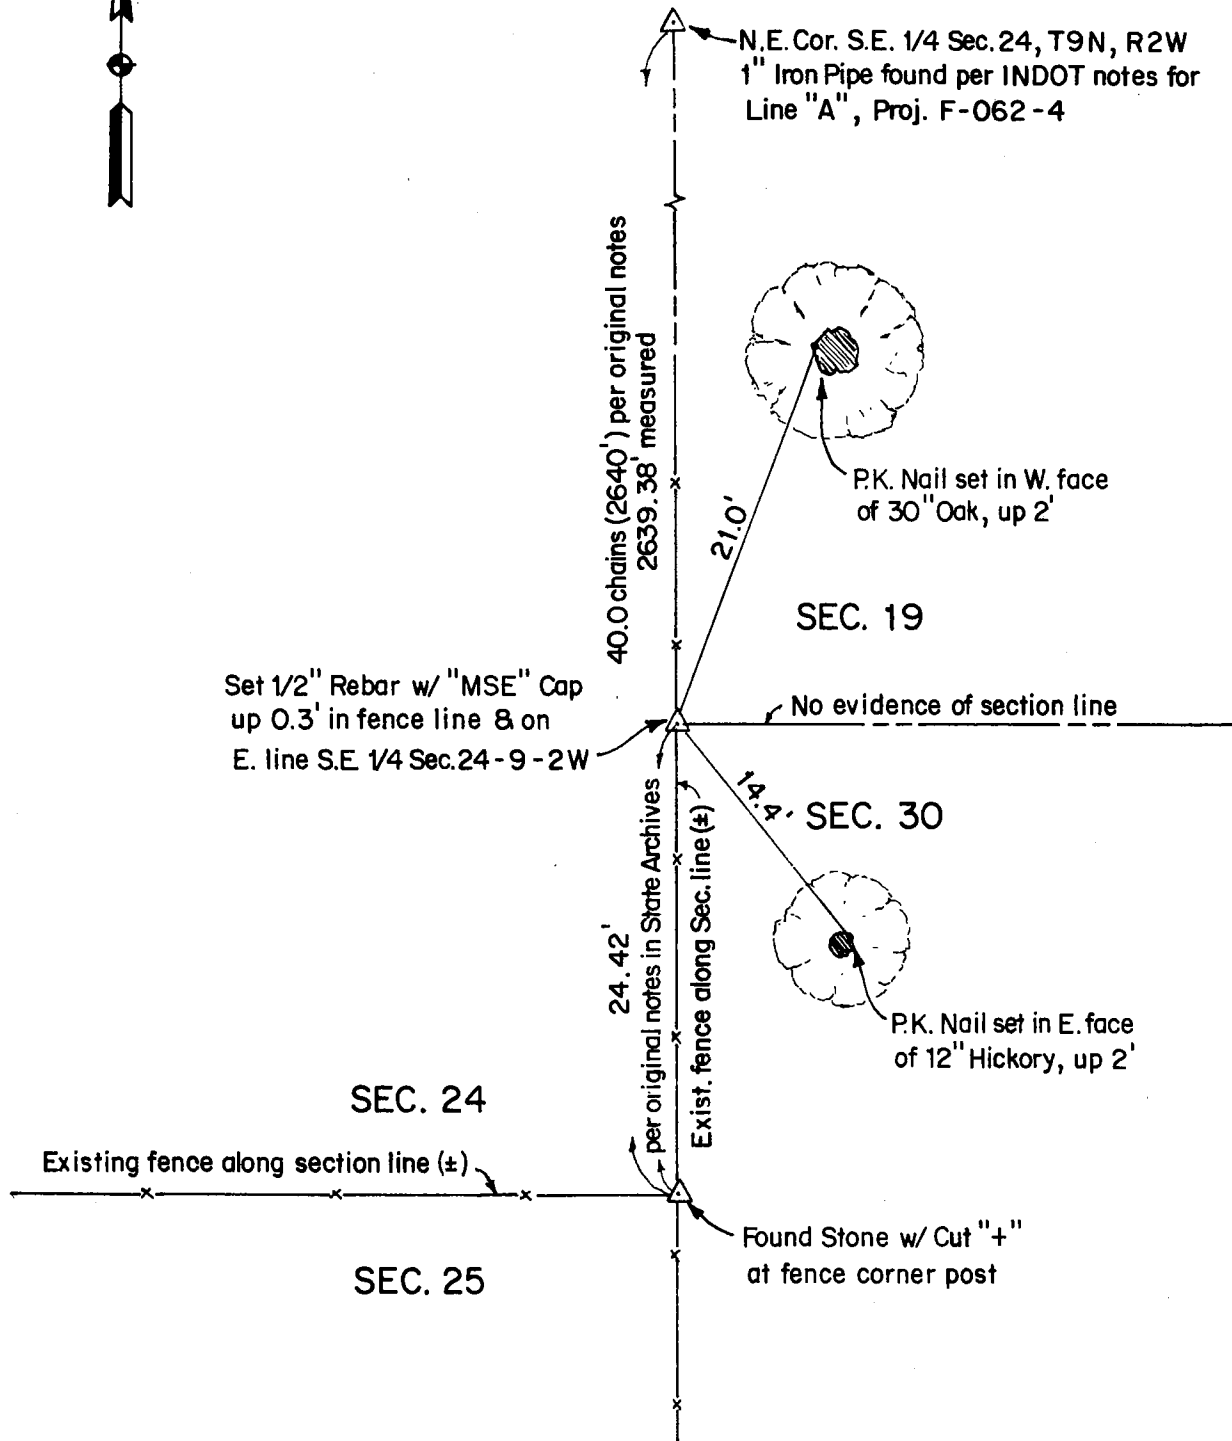 N.E. Cor. S.E. 1/4 Sec. 24, T9N, R2W
1" Iron Pipe found per INDOT notes for
Line "A", Proj. F-062-4
40.0 chains (2640') per original notes
2639.38' measured
P.K. Nail set in W. face
of 30" Oak, up 2'
21.0'
SEC. 19
Set 1/2" Rebar w/ "MSE" Cap
up 0.3' in fence line & on
E. line S.E 1/4 Sec. 24-9-2W
No evidence of section line
14.4'
SEC. 30
24.42'
per original notes in State Archives
Exist. fence along Sec. line (±)
P.K. Nail set in E. face
of 12" Hickory, up 2'
SEC. 24
Existing fence along section line (±)
Found Stone w/ Cut "+"
at fence corner post
SEC. 25